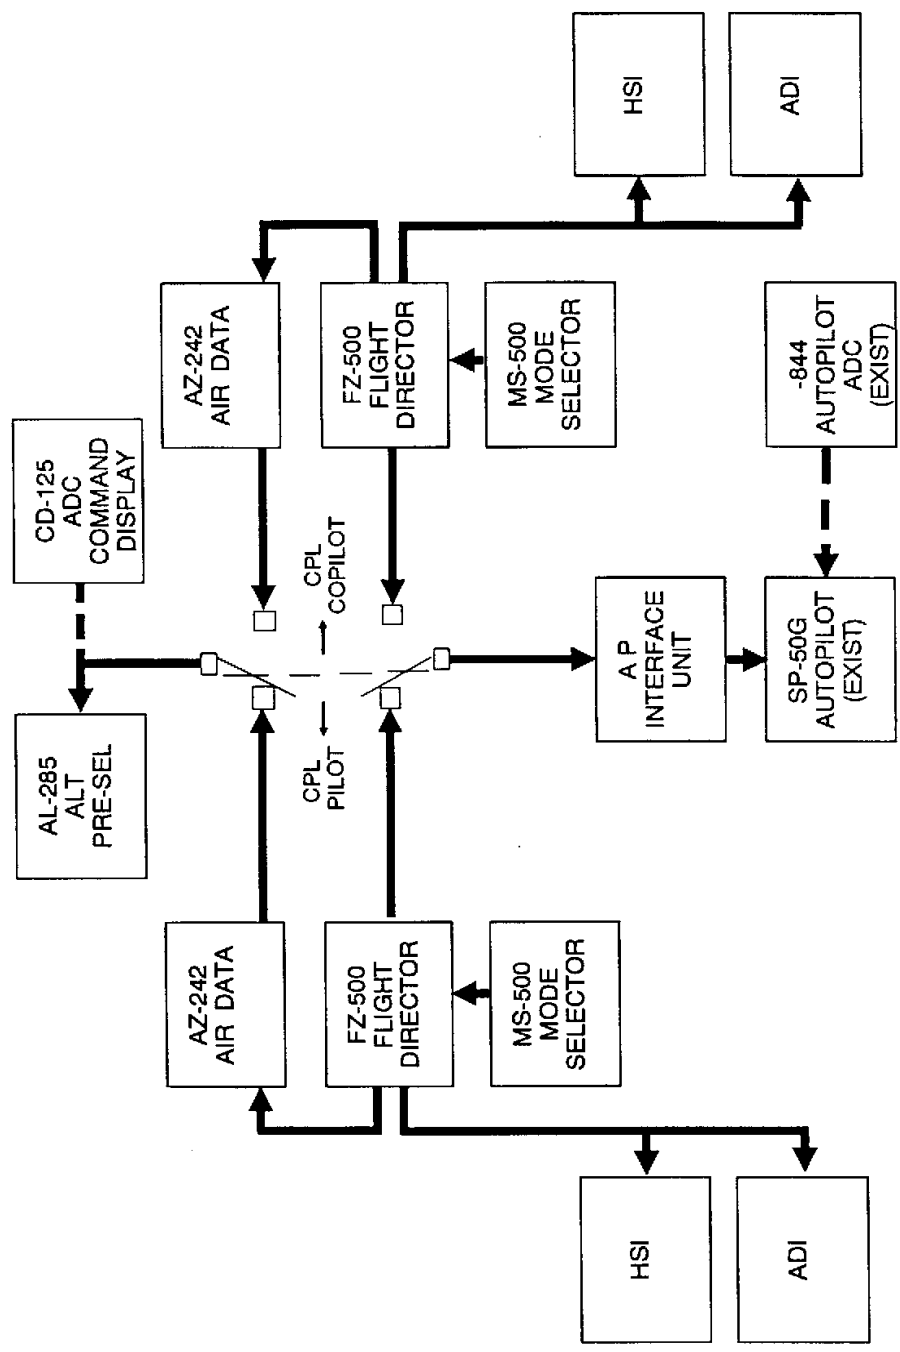 AL-285
ALT
PRE-SEL
CD-125
ADC
COMMAND
DISPLAY
AZ-242
AIR DATA
AZ-242
AIR DATA
CPL
PILOT
CPL
COPILOT
FZ-500
FLIGHT
DIRECTOR
FZ-500
FLIGHT
DIRECTOR
MS-500
MODE
SELECTOR
MS-500
MODE
SELECTOR
HSI
A P
INTERFACE
UNIT
HSI
ADI
SP-50G
AUTOPILOT
(EXIST)
-844
AUTOPILOT
ADC
(EXIST)
ADI